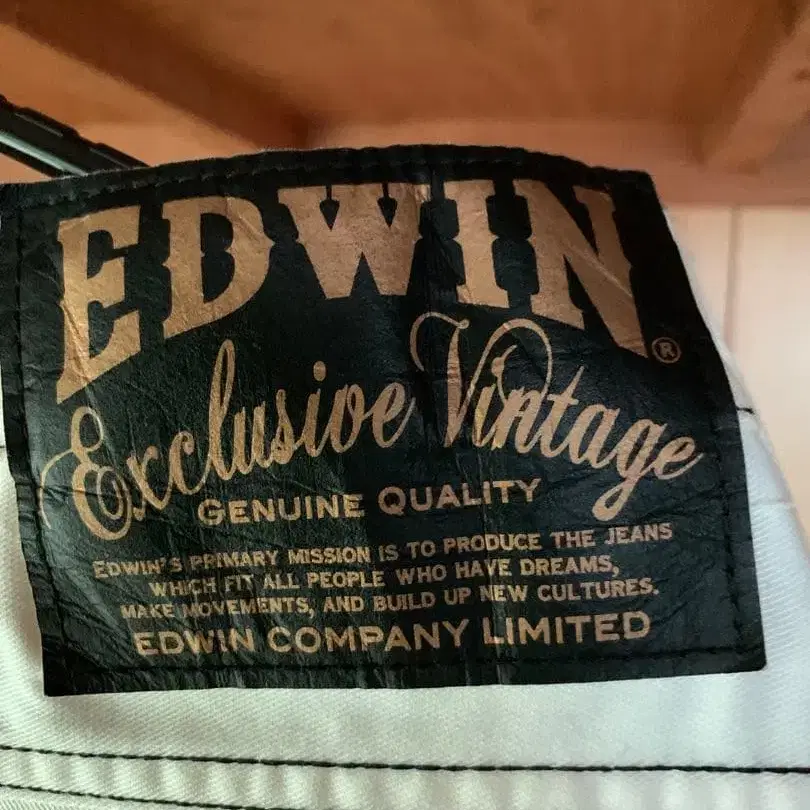 EDWIN®
Exclusive Vintage
GENUINE QUALITY
EDWIN'S PRIMARY MISSION IS TO PRODUCE THE JEANS
WHICH FIT ALL PEOPLE WHO HAVE DREAMS,
MAKE MOVEMENTS, AND BUILD UP NEW CULTURES.
EDWIN COMPANY LIMITED